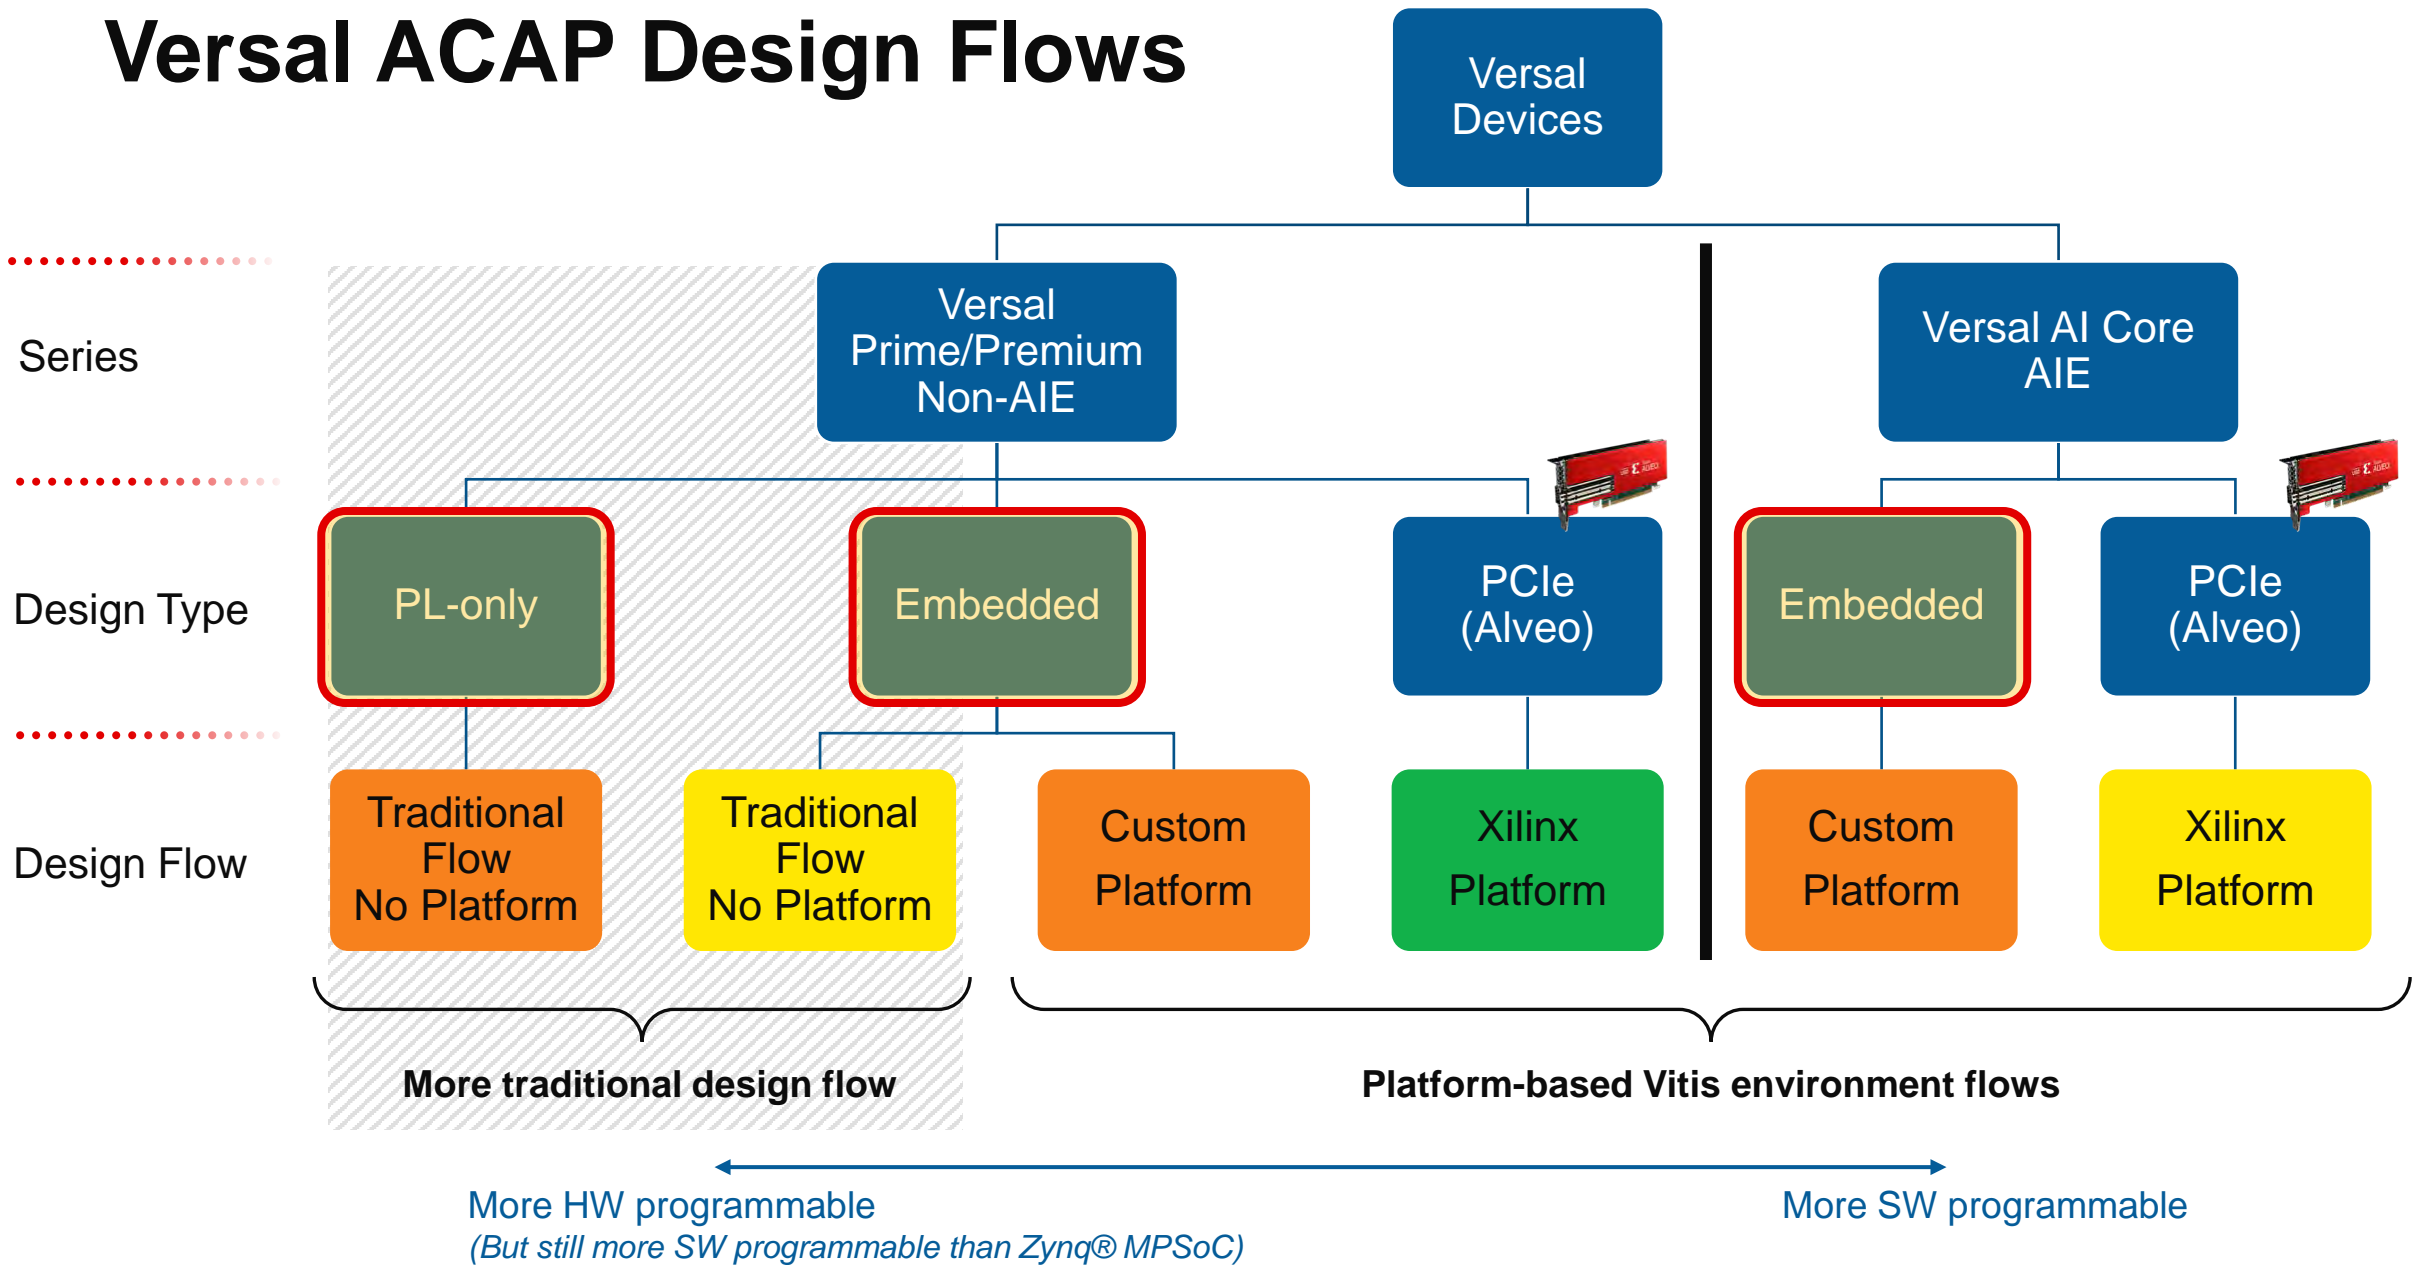 Versal ACAP Design Flows
Versal
Devices
Series
Versal
Prime/Premium
Non-AIE
Versal AI Core
AIE
Design Type
PL-only
Embedded
PCIe
(Alveo)
Embedded
PCIe
(Alveo)
Design Flow
Traditional
Flow
No Platform
Traditional
Flow
No Platform
Custom
Platform
Xilinx
Platform
Custom
Platform
Xilinx
Platform
More traditional design flow
Platform-based Vitis environment flows
More HW programmable
(But still more SW programmable than Zynq® MPSoC)
More SW programmable